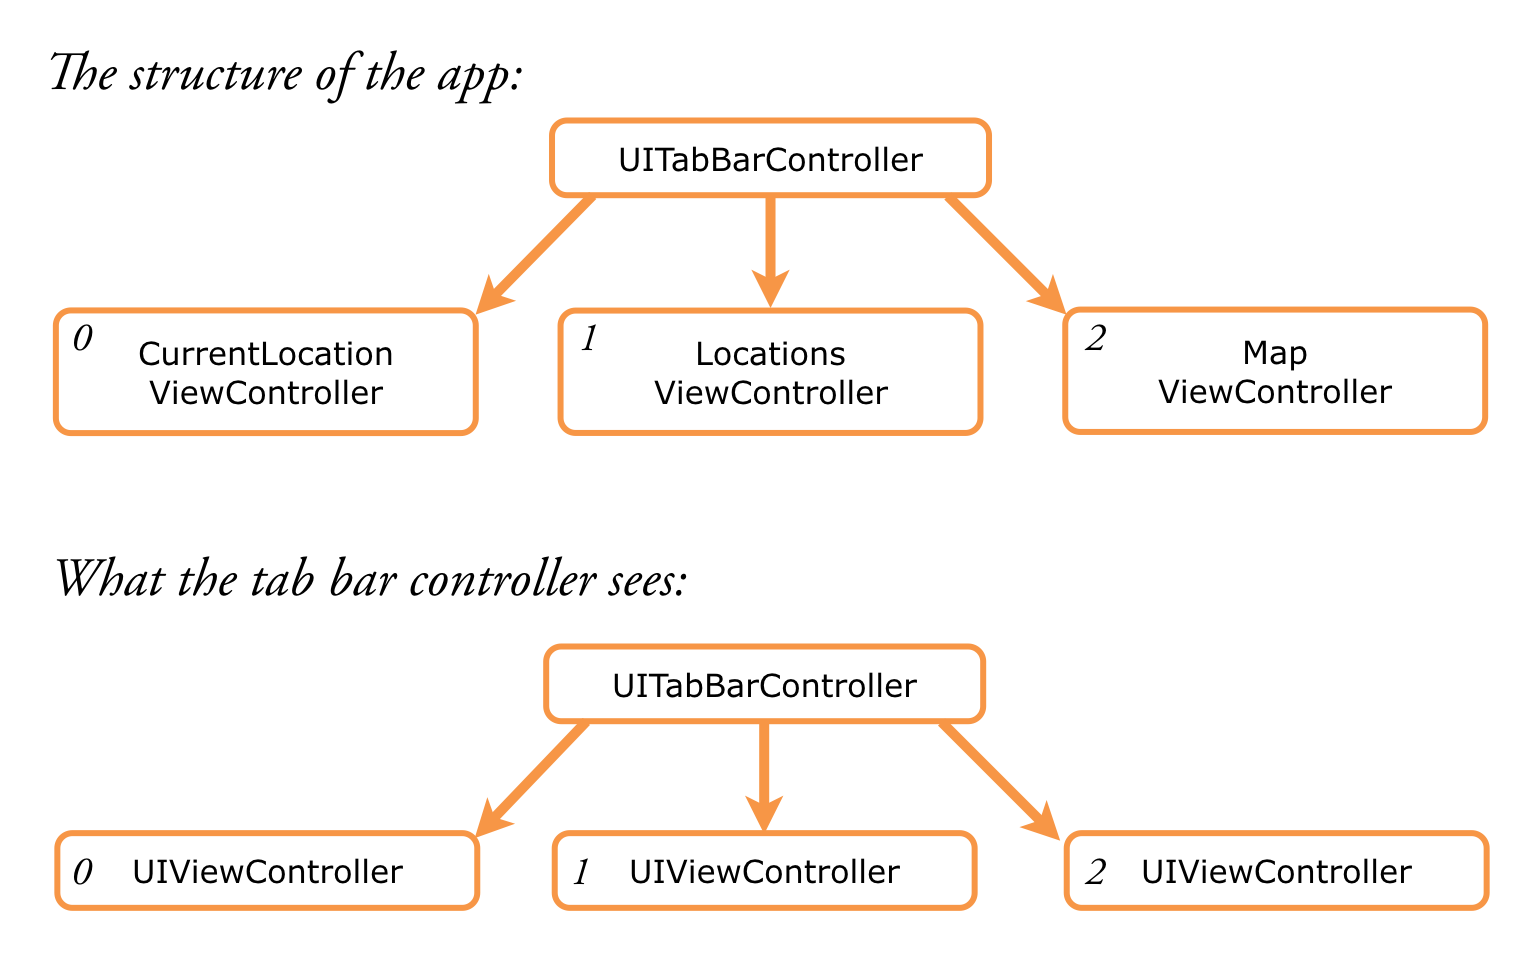 The structure of the app:
UITabBarController
0
CurrentLocation
ViewController
1
Locations
ViewController
2
Map
ViewController
What the tab bar controller sees:
UITabBarController
0 UIViewController
1 UIViewController
2 UIViewController